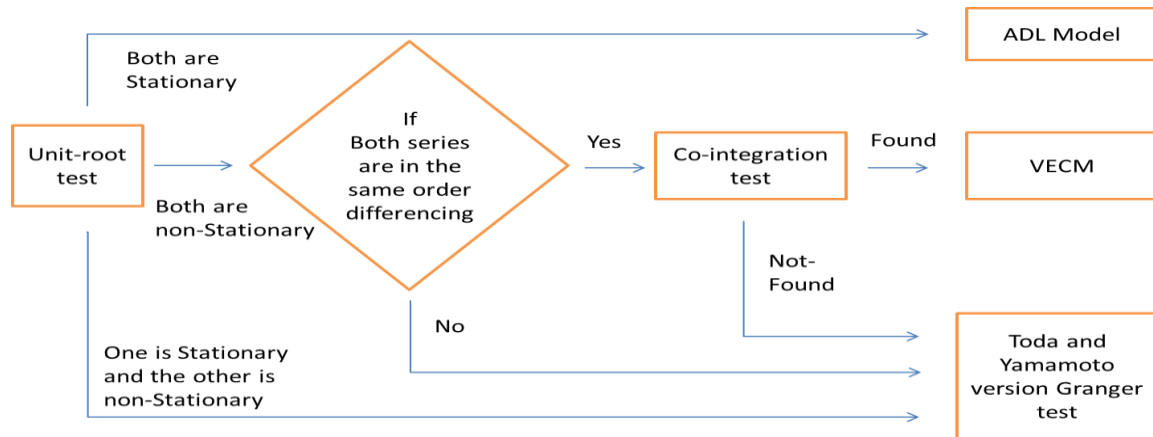 ADL Model
Both are
Stationary
If
Both series
are in the
same order
differencing
Unit-root
test
Yes
Co-integration
test
Found
VECM
Both are
non-Stationary
Not-
Found
No
One is Stationary
and the other is
non-Stationary
Toda and
Yamamoto
version Granger
test